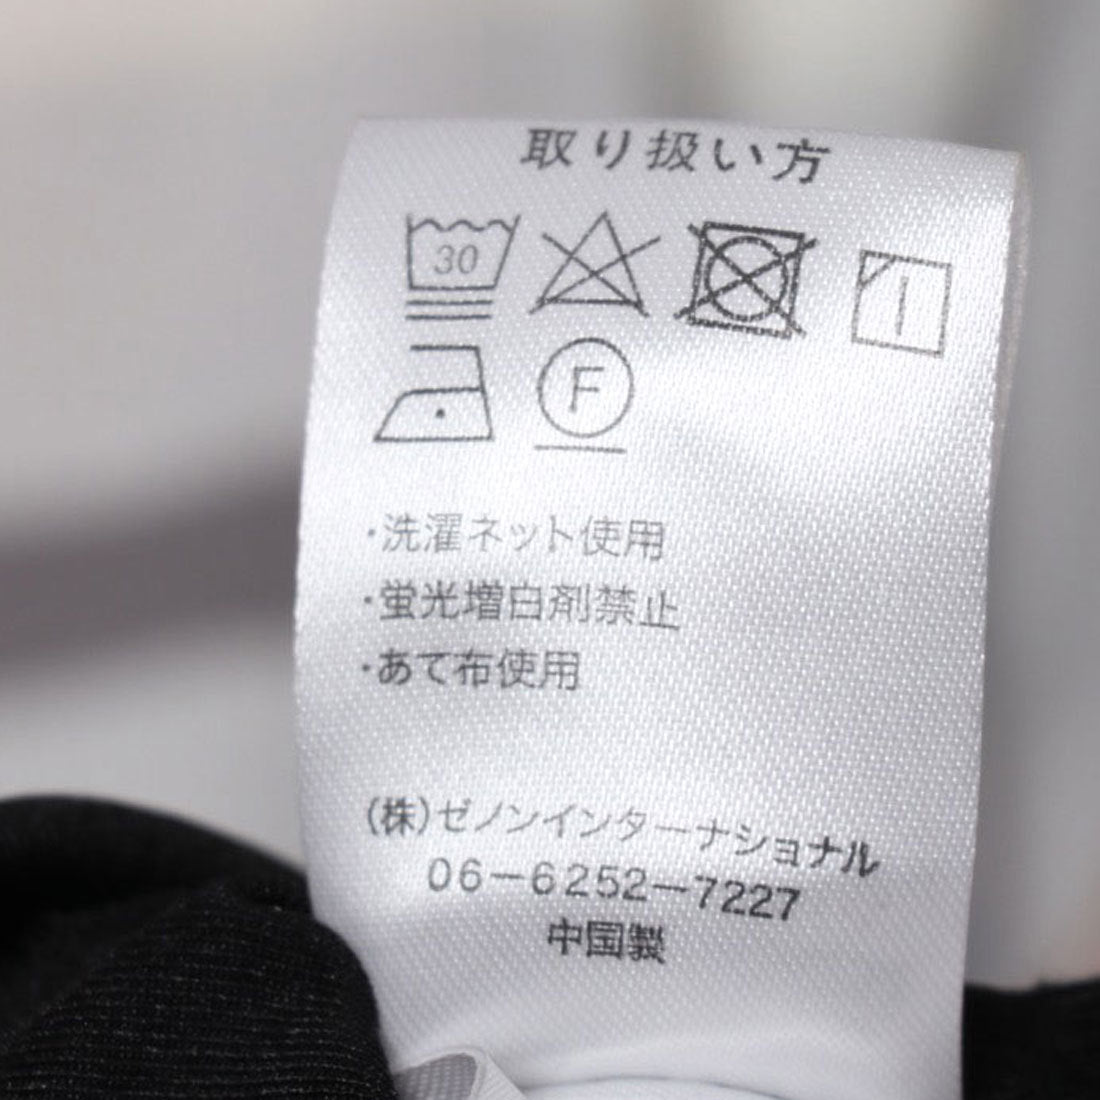 取り扱い方
30
F
・洗濯ネット使用
・蛍光増白剤禁止
・あて布使用
(株)ゼノンインターナショナル
06-6252-7227
中国製